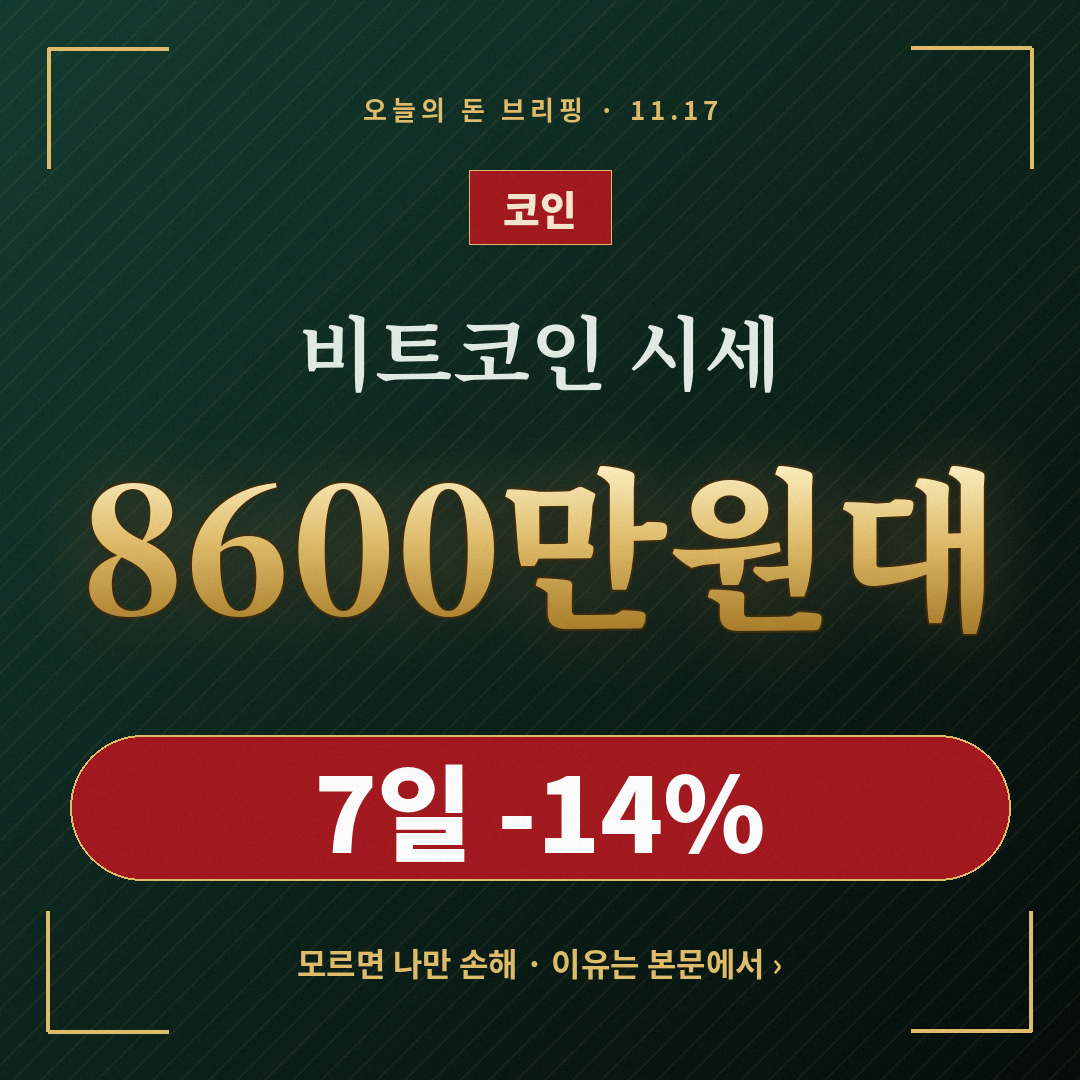 오늘의 돈 브리핑 · 11.17
코인
비트코인 시세
8600만원대
7일 -14%
모르면 나만 손해 · 이유는 본문에서 ›